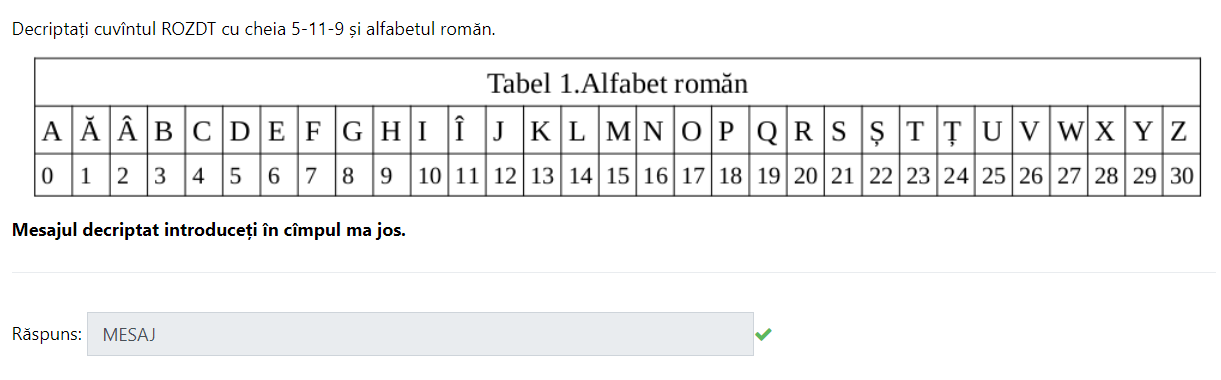 Decriptați cuvîntul ROZDT cu cheia 5-11-9 și alfabetul român.
Tabel 1.Alfabet român
A Ă Â B C D E F G H I Î J K L M N O P Q R S Ș T Ț U V W X Y Z
0 1 2 3 4 5 6 7 8 9 10 11 12 13 14 15 16 17 18 19 20 21 22 23 24 25 26 27 28 29 30
Mesajul decriptat introduceți în cîmpul ma jos.
Răspuns: MESAJ